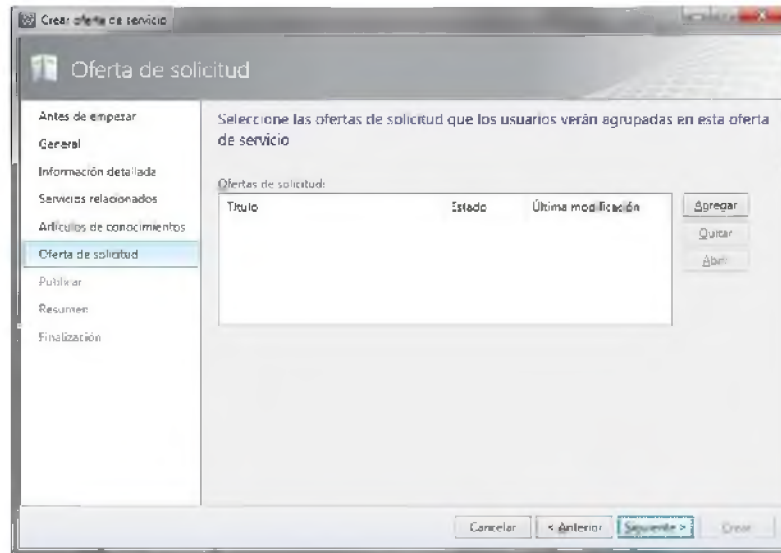 Crear oferta de servicio
Oferta de solicitud
Antes de empezar
General
Información detallada
Servicios relacionados
Artículos de conocimientos
Oferta de solicitud
Publicar
Resumen
Finalización
Seleccione las ofertas de solicitud que los usuarios verán agrupadas en esta oferta
de servicio
Ofertas de solicitud:
Título Estado Última modificación
Agregar
Quitar
Abrir
Cancelar < Anterior Siguiente > Crear